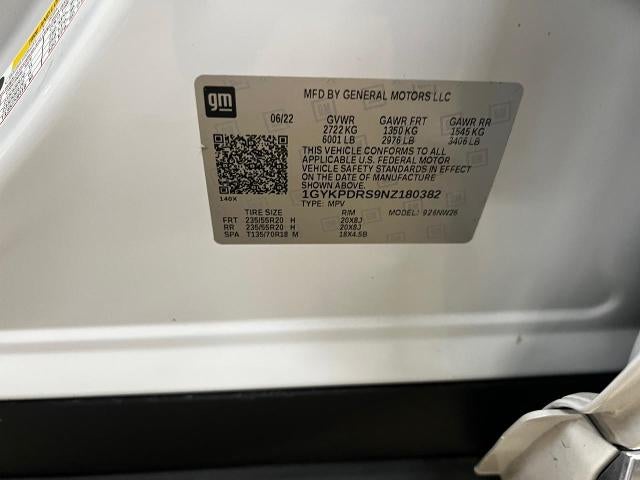 gm
MFD BY GENERAL MOTORS LLC
06/22 GVWR GAWR FRT GAWR RR
2722 KG 1350 KG 1545 KG
6001 LB 2976 LB 3406 LB
THIS VEHICLE CONFORMS TO ALL
APPLICABLE U.S. FEDERAL MOTOR
VEHICLE SAFETY STANDARDS IN EFFECT
ON THE DATE OF MANUFACTURE
SHOWN ABOVE.
1GYKPDRS9NZ180382
140X TYPE: MPV MODEL: 926NW26
TIRE SIZE RIM
FRT 235/55R20 H 20X8J
RR 235/55R20 H 20X8J
SPA T135/70R18 M 18X4.5B